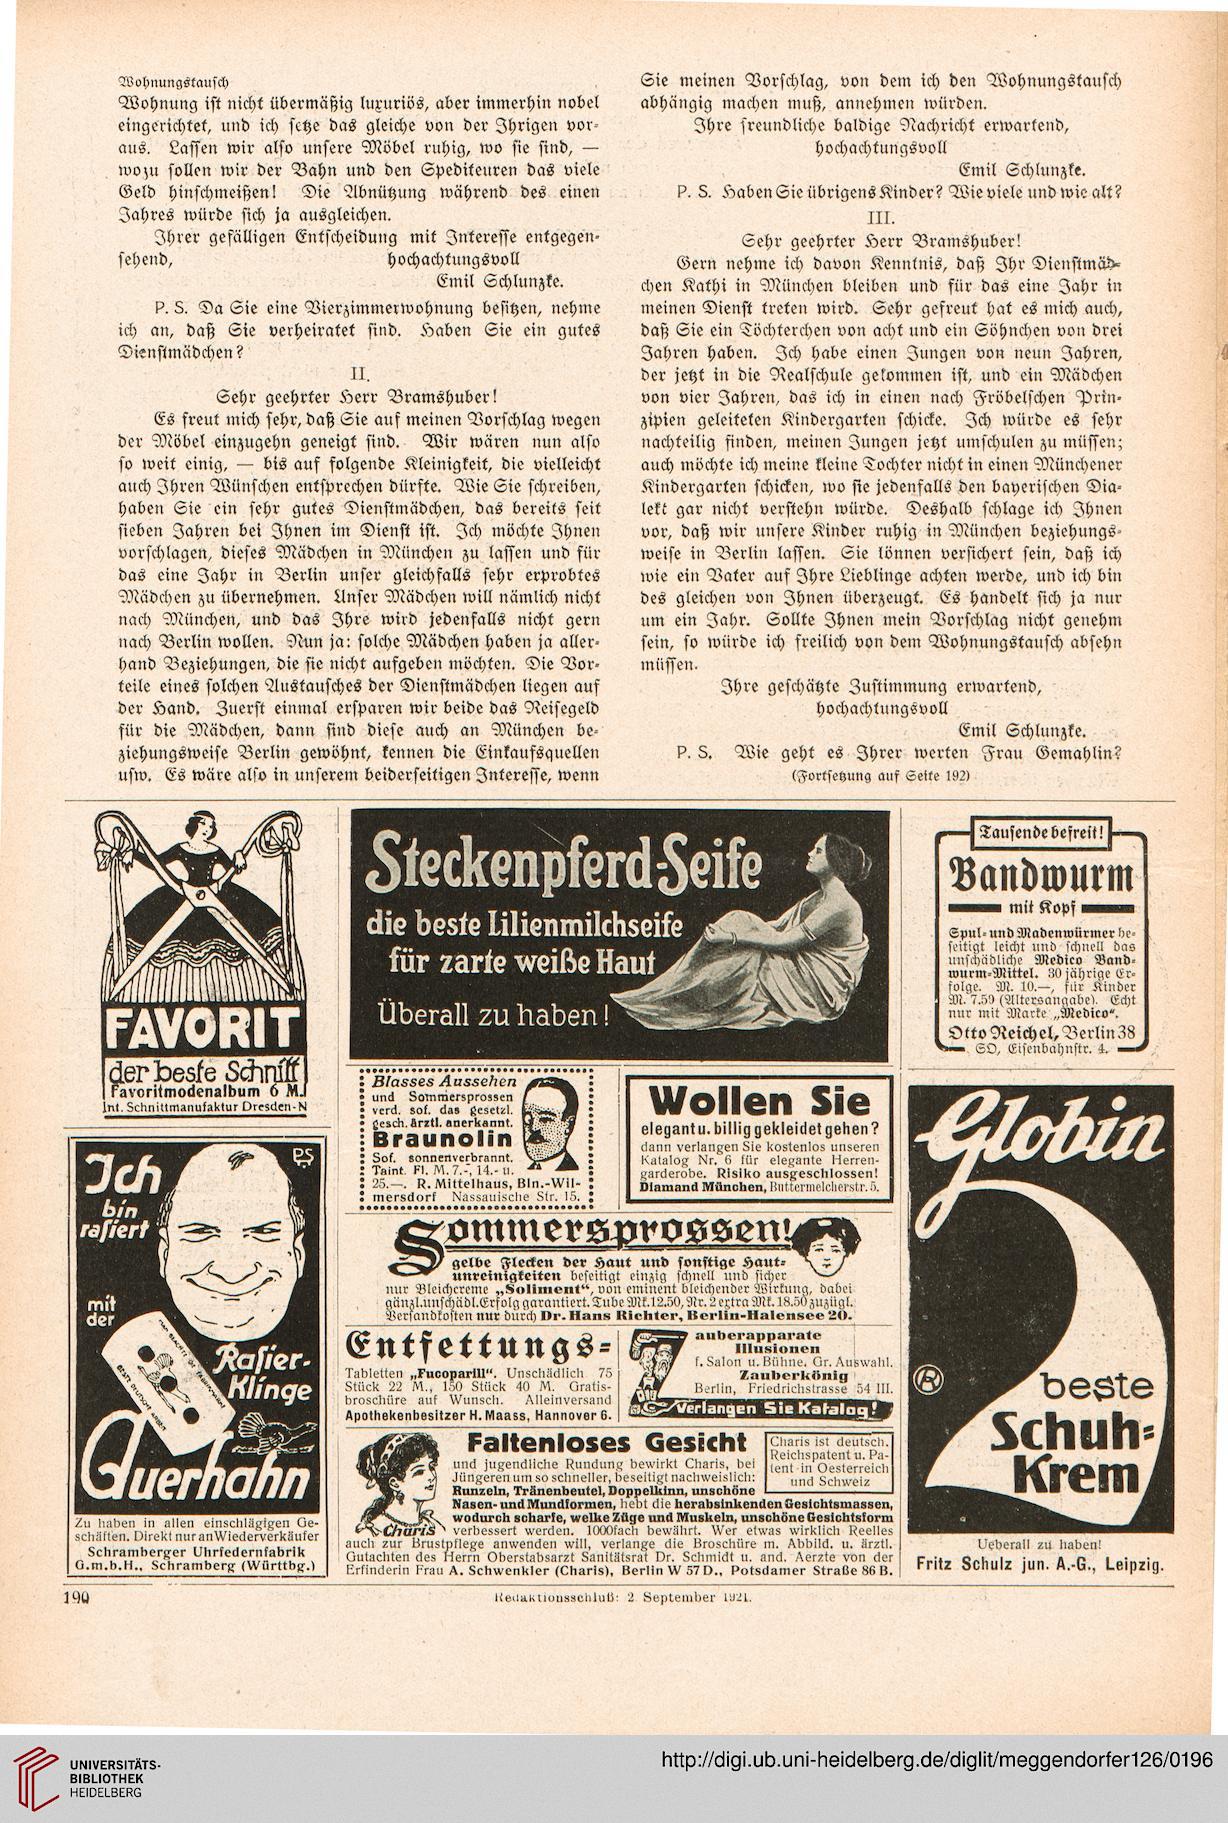 Wohnungstausch
Wohnung ist nicht übermäßig luxuriös, aber immerhin nobel
eingerichtet, und ich setze das gleiche von der Ihrigen vor-
aus. Lassen wir also unsere Möbel ruhig, wo sie sind, —
wozu sollen wir der Bahn und den Spediteuren das viele
Geld hinschmeißen! Die Abnützung während des einen
Jahres würde sich ja ausgleichen.
Ihrer gefälligen Entscheidung mit Interesse entgegen-
sehend, hochachtungsvoll
Emil Schlunzke.
P. S. Da Sie eine Vierzimmerwohnung besitzen, nehme
ich an, daß Sie verheiratet sind. Haben Sie ein gutes
Dienstmädchen?
II.
Sehr geehrter Herr Bramshuber!
Es freut mich sehr, daß Sie auf meinen Vorschlag wegen
der Möbel einzugehn geneigt sind. Wir wären nun also
so weit einig, — bis auf folgende Kleinigkeit, die vielleicht
auch Ihren Wünschen entsprechen dürfte. Wie Sie schreiben,
haben Sie ein sehr gutes Dienstmädchen, das bereits seit
sieben Jahren bei Ihnen im Dienst ist. Ich möchte Ihnen
vorschlagen, dieses Mädchen in München zu lassen und für
das eine Jahr in Berlin unser gleichfalls sehr erprobtes
Mädchen zu übernehmen. Unser Mädchen will nämlich nicht
nach München, und das Ihre wird jedenfalls nicht gern
nach Berlin wollen. Nun ja: solche Mädchen haben ja aller-
hand Beziehungen, die sie nicht aufgeben möchten. Die Vor-
teile eines solchen Austausches der Dienstmädchen liegen auf
der Hand. Zuerst einmal ersparen wir beide das Reisegeld
für die Mädchen, dann sind diese auch an München be-
ziehungsweise Berlin gewöhnt, kennen die Einkaufsquellen
usw. Es wäre also in unserem beiderseitigen Interesse, wenn
Sie meinen Vorschlag, von dem ich den Wohnungstausch
abhängig machen muß, annehmen würden.
Ihre freundliche baldige Nachricht erwartend,
hochachtungsvoll
Emil Schlunzke.
P. S. Haben Sie übrigens Kinder? Wie viele und wie alt?
III.
Sehr geehrter Herr Bramshuber!
Gern nehme ich davon Kenntnis, daß Ihr Dienstmäd-
chen Kathi in München bleiben und für das eine Jahr in
meinen Dienst treten wird. Sehr gefreut hat es mich auch,
daß Sie ein Töchterchen von acht und ein Söhnchen von drei
Jahren haben. Ich habe einen Jungen von neun Jahren,
der jetzt in die Realschule gekommen ist, und ein Mädchen
von vier Jahren, das ich in einen nach Fröbelschen Prin-
zipien geleiteten Kindergarten schicke. Ich würde es sehr
nachteilig finden, meinen Jungen jetzt umschulen zu müssen;
auch möchte ich meine kleine Tochter nicht in einen Münchener
Kindergarten schicken, wo sie jedenfalls den bayerischen Dia-
lekt gar nicht verstehn würde. Deshalb schlage ich Ihnen
vor, daß wir unsere Kinder ruhig in München beziehungs-
weise in Berlin lassen. Sie können versichert sein, daß ich
wie ein Vater auf Ihre Lieblinge achten werde, und ich bin
des gleichen von Ihnen überzeugt. Es handelt sich ja nur
um ein Jahr. Sollte Ihnen mein Vorschlag nicht genehm
sein, so würde ich freilich von dem Wohnungstausch absehn
müssen.
Ihre geschätzte Zustimmung erwartend,
hochachtungsvoll
Emil Schlunzke.
P. S. Wie geht es Ihrer werten Frau Gemahlin?
(Fortsetzung auf Seite 192)
FAVORIT
der beste Schnitt
Favoritmodenalbum 6 M.
Int. Schnittmanufaktur Dresden-N
Ich
bin
rasiert
mit
der
Rasier-
Klinge
Querhahn
Zu haben in allen einschlägigen Ge-
schäften. Direkt nur an Wiederverkäufer
Schramberger Uhrfedernfabrik
G.m.b.H., Schramberg (Württbg.)
Steckenpferd-Seife
die beste Lilienmilchseife
für zarte weiße Haut
Überall zu haben!
Blasses Aussehen
und Sommersprossen
verd. sof. das gesetzl.
gesch. ärztl. anerkannt.
Braunolin
Sof. sonnenverbrannt.
Taint. Fl. M. 7.-, 14.- u.
25.—. R. Mittelhaus, Bln.-Wil-
mersdorf Nassauische Str. 15.
Wollen Sie
elegant u. billig gekleidet gehen?
dann verlangen Sie kostenlos unseren
Katalog Nr. 6 für elegante Herren-
garderobe. Risiko ausgeschlossen!
Diamand München, Buttermelcherstr. 5.
Sommersprossen!
gelbe Flecken der Haut und sonstige Haut-
unreinigkeiten beseitigt einzig schnell und sicher
nur Bleichcreme „Soliment“, von eminent bleichender Wirkung, dabei
gänzl. unschädl. Erfolg garantiert. Tube Mk. 12.50, Nr. 2 extra Mk. 18.50 zuzügl.
Versandkosten nur durch Dr. Hans Richter, Berlin-Halensee 20.
Entfettungs-
Tabletten „Fucoparill“. Unschädlich 75
Stück 22 M., 150 Stück 40 M. Gratis-
broschüre auf Wunsch. Alleinversand
Apothekenbesitzer H. Maass, Hannover 6.
Zauberapparate
Illusionen
f. Salon u. Bühne. Gr. Auswahl.
Zauberkönig
Berlin, Friedrichstrasse 54 III.
Verlangen Sie Katalog!
Faltenloses Gesicht
und jugendliche Rundung bewirkt Charis, bei
Jüngeren um so schneller, beseitigt nachweislich:
Runzeln, Tränenbeutel, Doppelkinn, unschöne
Nasen- und Mundformen, hebt die herabsinkenden Gesichtsmassen,
wodurch scharfe, welke Züge und Muskeln, unschöne Gesichtsform
verbessert werden. 1000fach bewährt. Wer etwas wirklich Reelles
auch zur Brustpflege anwenden will, verlange die Broschüre m. Abbild. u. ärztl.
Gutachten des Herrn Oberstabsarzt Sanitätsrat Dr. Schmidt u. and. Aerzte von der
Erfinderin Frau A. Schwenkler (Charis), Berlin W 57 D., Potsdamer Straße 86 B.
Charis ist deutsch.
Reichspatent u. Pa-
tent in Oesterreich
und Schweiz
Charis
Tausende befreit!
Bandwurm
mit Kopf
Spul- und Madenwürmer be-
seitigt leicht und schnell das
unschädliche Medico Band-
wurm-Mittel. 30 jährige Er-
folge. M. 10.—, für Kinder
M. 7.50 (Altersangabe). Echt
nur mit Marke „Medico“.
Otto Reichel, Berlin 38
SO, Eisenbahnstr. 4.
Globin
beste
Schuh-
Krem
Ueberall zu haben!
Fritz Schulz jun. A.-G., Leipzig.
190
Redaktionsschluß: 2. September 1921.
UNIVERSITÄTS-
BIBLIOTHEK
HEIDELBERG
http://digi.ub.uni-heidelberg.de/diglit/meggendorfer126/0196